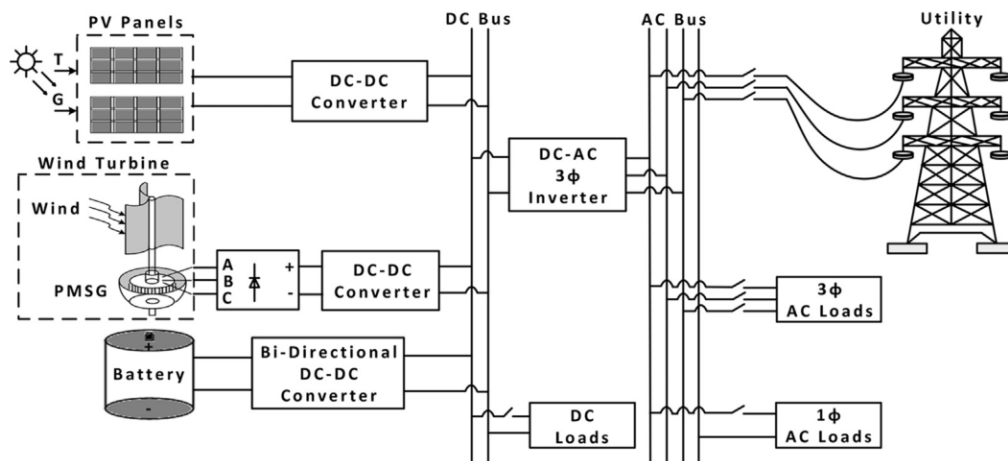 PV Panels
T
G
DC-DC
Converter
DC Bus
AC Bus
Utility
DC-AC
3ϕ
Inverter
Wind Turbine
Wind
PMSG
A
B
C
+
-
DC-DC
Converter
3ϕ
AC Loads
+
Battery
-
Bi-Directional
DC-DC
Converter
DC
Loads
1ϕ
AC Loads